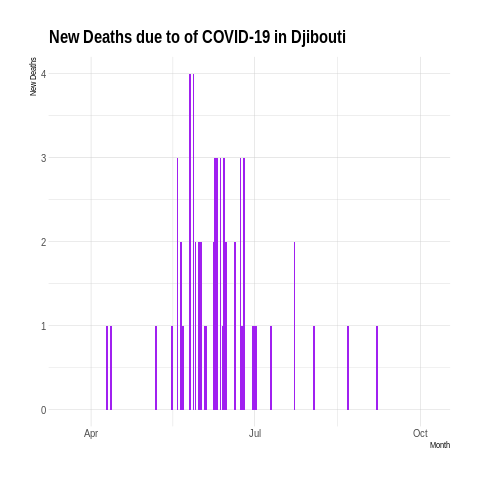 New Deaths due to of COVID-19 in Djibouti
New Deaths
4
3
2
1
0
Apr
Jul
Oct
Month